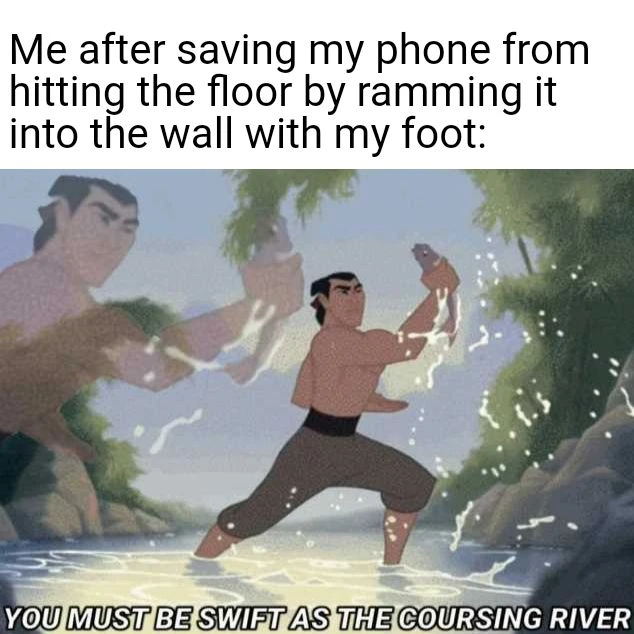 Me after saving my phone from
hitting the floor by ramming it
into the wall with my foot:
YOU MUST BE SWIFT AS THE COURSING RIVER